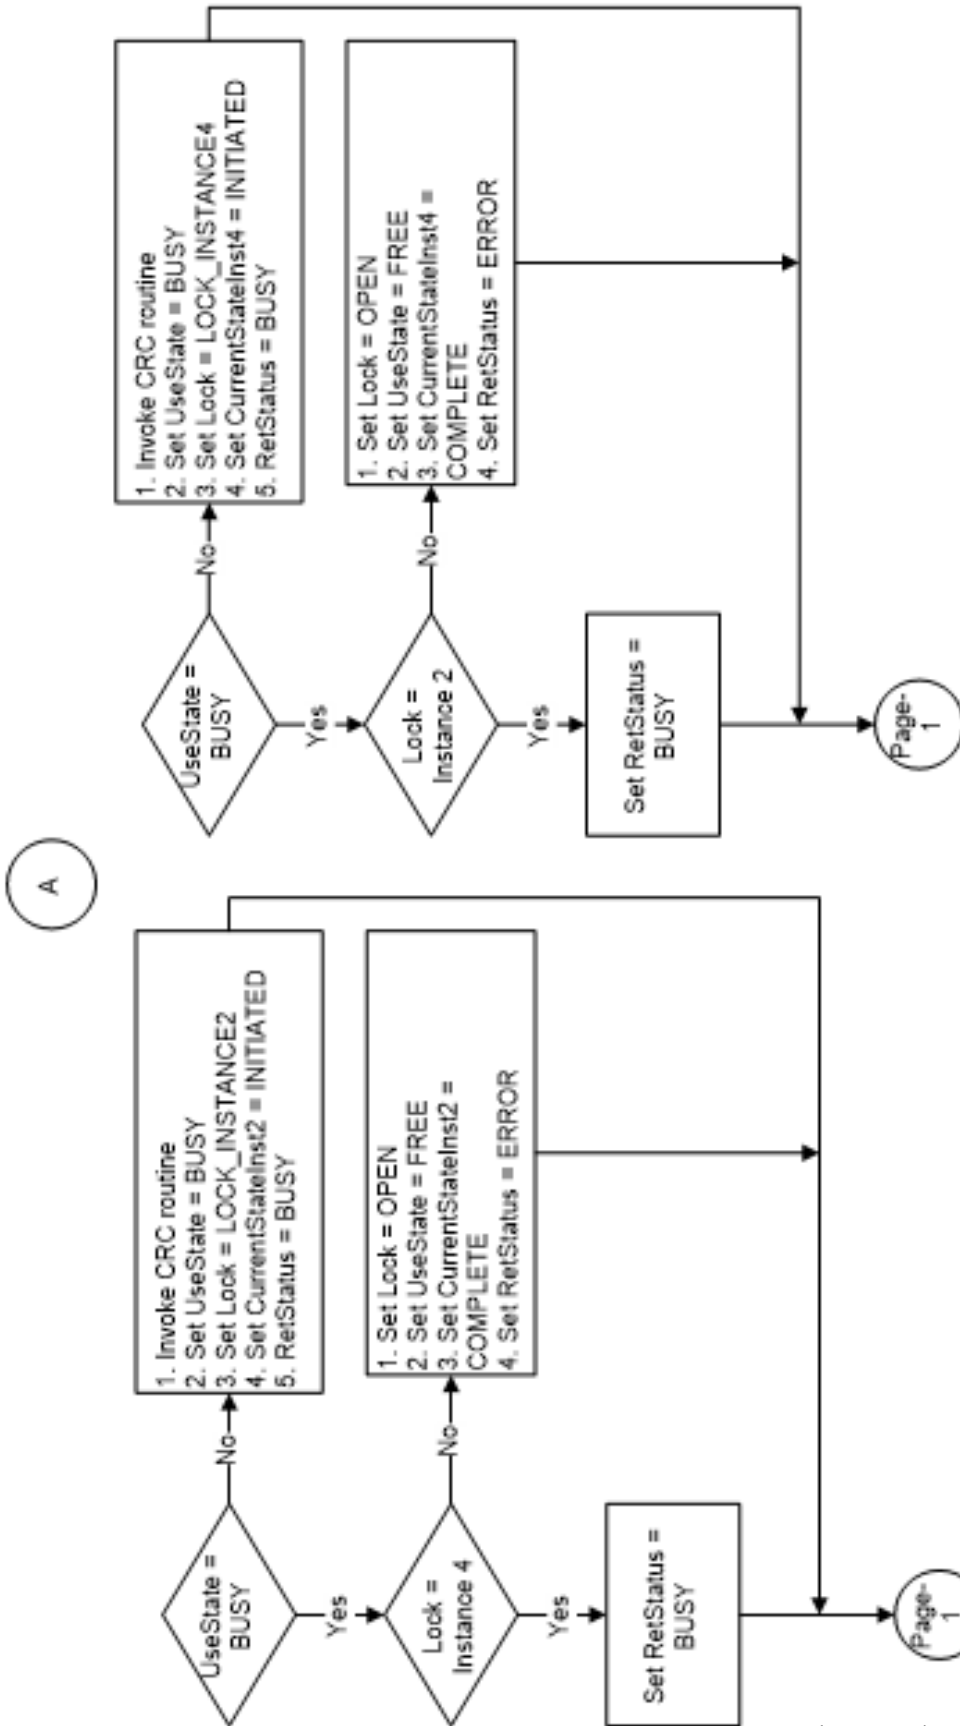 A
UseState =
BUSY
No
1. Invoke CRC routine
2. Set UseState = BUSY
3. Set Lock = LOCK_INSTANCE2
4. Set CurrentStateInst2 = INITIATED
5. RetStatus = BUSY
Yes
Lock =
Instance 4
No
1. Set Lock = OPEN
2. Set UseState = FREE
3. Set CurrentStateInst2 =
COMPLETE
4. Set RetStatus = ERROR
Yes
Set RetStatus =
BUSY
Page-
1
UseState =
BUSY
No
1. Invoke CRC routine
2. Set UseState = BUSY
3. Set Lock = LOCK_INSTANCE4
4. Set CurrentStateInst4 = INITIATED
5. RetStatus = BUSY
Yes
Lock =
Instance 2
No
1. Set Lock = OPEN
2. Set UseState = FREE
3. Set CurrentStateInst4 =
COMPLETE
4. Set RetStatus = ERROR
Yes
Set RetStatus =
BUSY
Page-
1